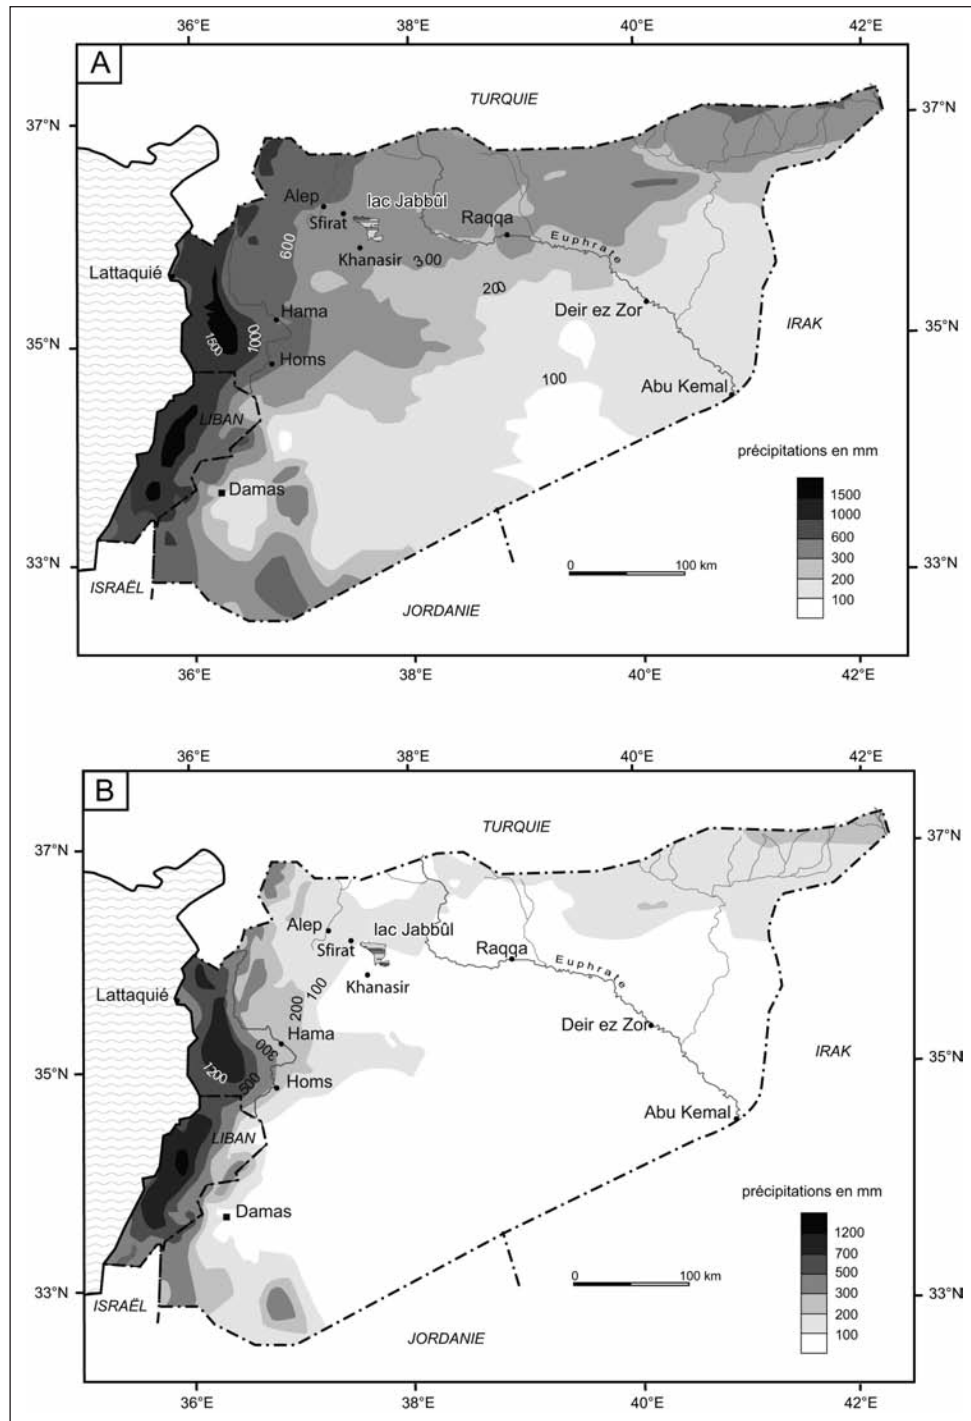 36°E 38°E 40°E 42°E
A
TURQUIE
37°N 37°N
Alep lac Jabbûl
Sfirat Raqqa
600 Khanasir 300 Euphrate
Lattaquié 200
Hama Deir ez Zor
IRAK
1500 1000
35°N 35°N
Homs
100 Abu Kemal
LIBAN
précipitations en mm
Damas
1500
1000
600
300
200
100
33°N 33°N
0 100 km
ISRAËL
JORDANIE
36°E 38°E 40°E 42°E
36°E 38°E 40°E 42°E
B
TURQUIE
37°N 37°N
Alep lac Jabbûl
Sfirat Raqqa
Khanasir Euphrate
Lattaquié 200 100
Hama Deir ez Zor
300 IRAK
1200 500
35°N 35°N
Homs
Abu Kemal
LIBAN
précipitations en mm
Damas
1200
700
500
300
200
100
33°N 33°N
0 100 km
ISRAËL
JORDANIE
36°E 38°E 40°E 42°E